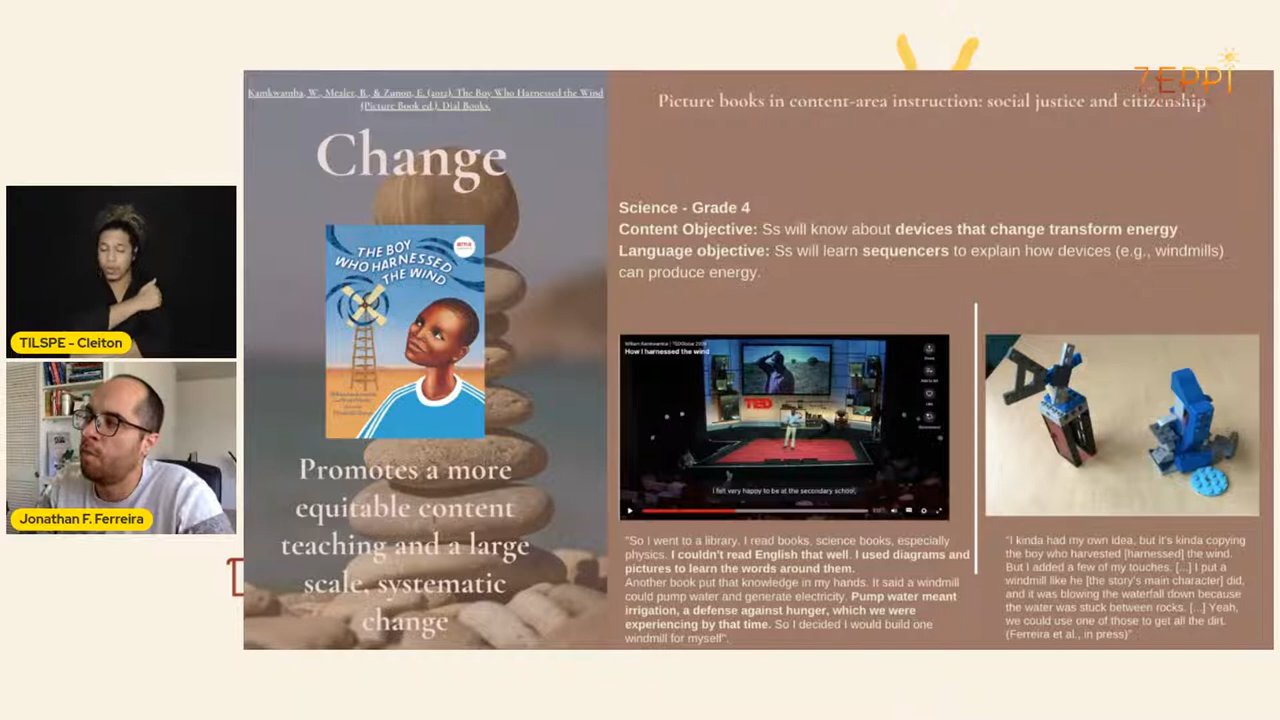 7EPPI
Kamkwamba, W., Mealer, B., & Zunon, E. (2012). The Boy Who Harnessed the Wind
(Picture Book ed.). Dial Books.
Change
THE BOY
WHO HARNESSED
THE WIND
Promotes a more
equitable content
teaching and a large
scale, systematic
change
Picture books in content-area instruction: social justice and citizenship
Science - Grade 4
Content Objective: Ss will know about devices that change transform energy
Language objective: Ss will learn sequencers to explain how devices (e.g., windmills)
can produce energy.
William Kamkwamba | TEDGlobal 2009
How I harnessed the wind
TED
I felt very happy to be at the secondary school,
"So I went to a library. I read books, science books, especially
physics. I couldn't read English that well. I used diagrams and
pictures to learn the words around them.
Another book put that knowledge in my hands. It said a windmill
could pump water and generate electricity. Pump water meant
irrigation, a defense against hunger, which we were
experiencing by that time. So I decided I would build one
windmill for myself".
"I kinda had my own idea, but it's kinda copying
the boy who harvested [harnessed] the wind.
But I added a few of my touches. [...] I put a
windmill like he [the story's main character] did,
and it was blowing the waterfall down because
the water was stuck between rocks. [...] Yeah,
we could use one of those to get all the dirt.
(Ferreira et al., in press)"
TILSPE - Cleiton
Jonathan F. Ferreira